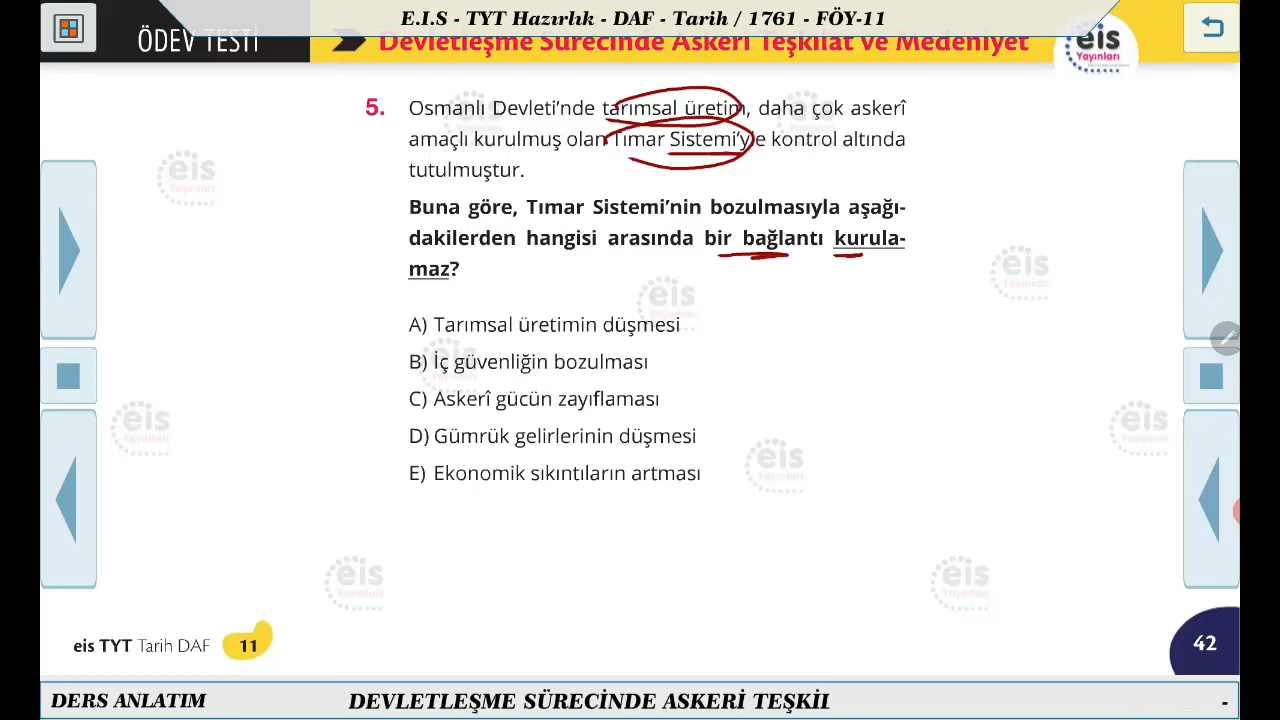 E.I.S - TYT Hazırlık - DAF - Tarih / 1761 - FÖY-11
ÖDEV TESTİ
Devletleşme Sürecinde Askerî Teşkilat ve Medeniyet
eis
Yayınları
5. Osmanlı Devleti’nde tarımsal üretim, daha çok askerî
amaçlı kurulmuş olan Tımar Sistemi’yle kontrol altında
tutulmuştur.
Buna göre, Tımar Sistemi’nin bozulmasıyla aşağı-
dakilerden hangisi arasında bir bağlantı kurula-
maz?
A) Tarımsal üretimin düşmesi
B) İç güvenliğin bozulması
C) Askerî gücün zayıflaması
D) Gümrük gelirlerinin düşmesi
E) Ekonomik sıkıntıların artması
eis TYT Tarih DAF 11
42
DERS ANLATIM
DEVLETLEŞME SÜRECİNDE ASKERİ TEŞKİI
-